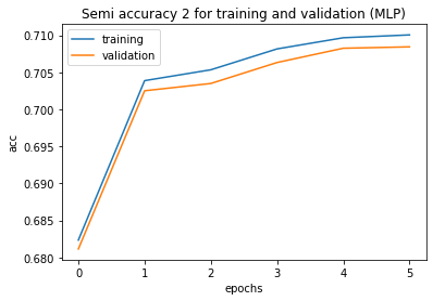 Semi accuracy 2 for training and validation (MLP)
training
validation
0.710
0.705
0.700
0.695
0.690
0.685
0.680
acc
0 1 2 3 4 5
epochs